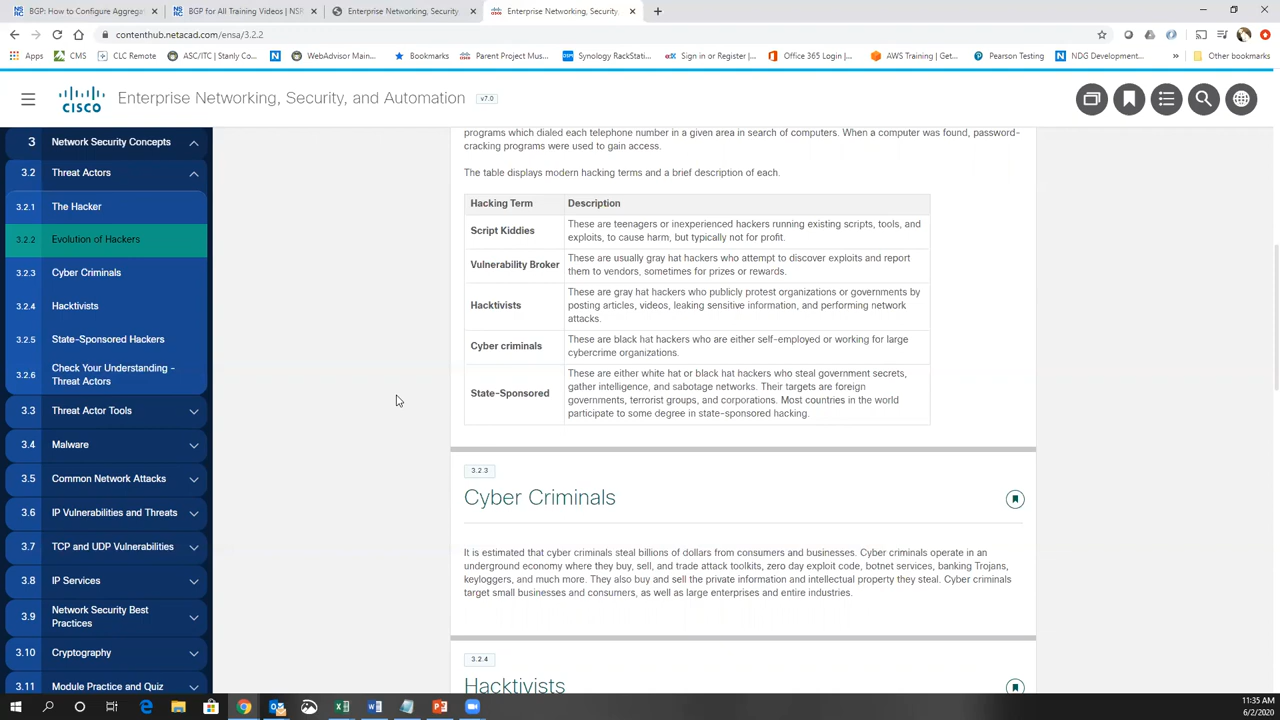 BGP: How to Configure Aggrega
BGP for All Training Videos | NSR
Enterprise Networking, Security,
Enterprise Networking, Security,
contenthub.netacad.com/ensa/3.2.2
Apps
CMS
CLC Remote
ASC/ITC | Stanly Co...
WebAdvisor Main...
Bookmarks
Parent Project Mus...
Synology RackStati...
Sign in or Register |...
Office 365 Login |...
AWS Training | Get...
Pearson Testing
NDG Development...
Other bookmarks
CISCO
Enterprise Networking, Security, and Automation
v7.0
3 Network Security Concepts
3.2 Threat Actors
3.2.1 The Hacker
3.2.2 Evolution of Hackers
3.2.3 Cyber Criminals
3.2.4 Hacktivists
3.2.5 State-Sponsored Hackers
3.2.6 Check Your Understanding -
Threat Actors
3.3 Threat Actor Tools
3.4 Malware
3.5 Common Network Attacks
3.6 IP Vulnerabilities and Threats
3.7 TCP and UDP Vulnerabilities
3.8 IP Services
3.9 Network Security Best
Practices
3.10 Cryptography
3.11 Module Practice and Quiz
programs which dialed each telephone number in a given area in search of computers. When a computer was found, password-
cracking programs were used to gain access.
The table displays modern hacking terms and a brief description of each.
Hacking Term Description
Script Kiddies
These are teenagers or inexperienced hackers running existing scripts, tools, and
exploits, to cause harm, but typically not for profit.
Vulnerability Broker
These are usually gray hat hackers who attempt to discover exploits and report
them to vendors, sometimes for prizes or rewards.
Hacktivists
These are gray hat hackers who publicly protest organizations or governments by
posting articles, videos, leaking sensitive information, and performing network
attacks.
Cyber criminals
These are black hat hackers who are either self-employed or working for large
cybercrime organizations.
State-Sponsored
These are either white hat or black hat hackers who steal government secrets,
gather intelligence, and sabotage networks. Their targets are foreign
governments, terrorist groups, and corporations. Most countries in the world
participate to some degree in state-sponsored hacking.
3.2.3
Cyber Criminals
It is estimated that cyber criminals steal billions of dollars from consumers and businesses. Cyber criminals operate in an
underground economy where they buy, sell, and trade attack toolkits, zero day exploit code, botnet services, banking Trojans,
keyloggers, and much more. They also buy and sell the private information and intellectual property they steal. Cyber criminals
target small businesses and consumers, as well as large enterprises and entire industries.
3.2.4
Hacktivists
11:35 AM
6/2/2020